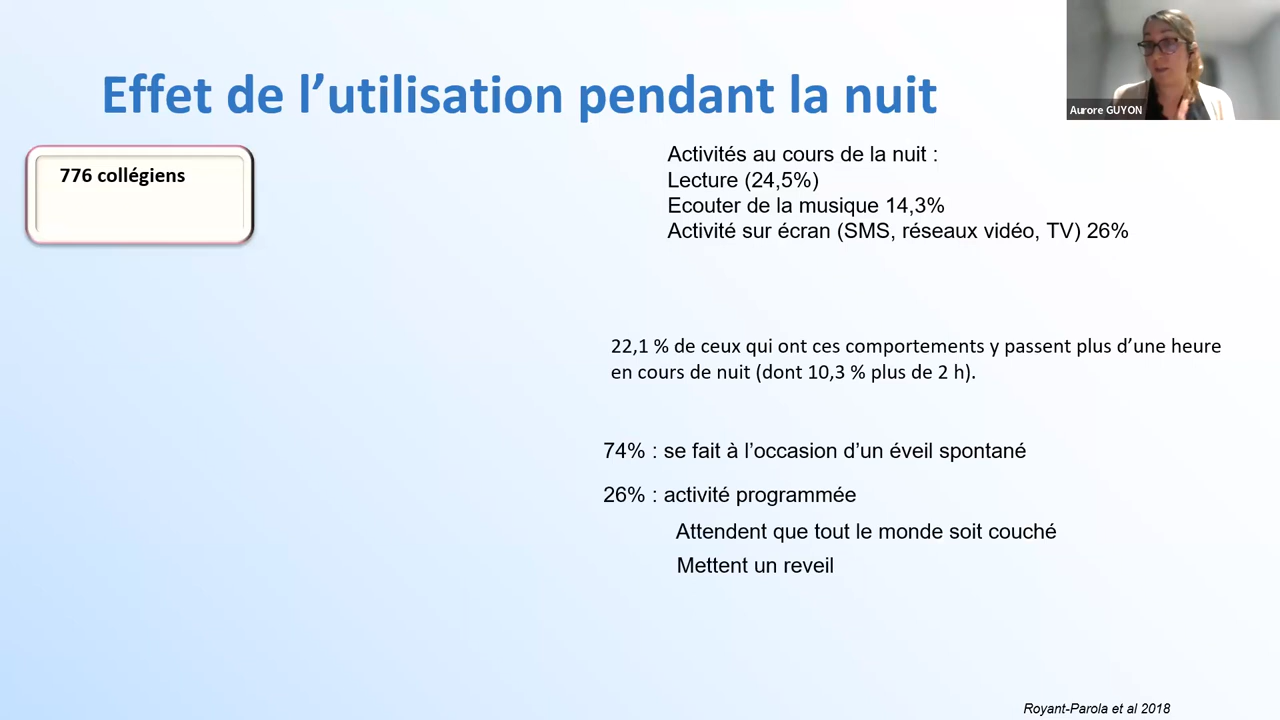 Effet de l’utilisation pendant la nuit
Aurore GUYON
776 collégiens
Activités au cours de la nuit :
Lecture (24,5%)
Ecouter de la musique 14,3%
Activité sur écran (SMS, réseaux vidéo, TV) 26%
22,1 % de ceux qui ont ces comportements y passent plus d’une heure
en cours de nuit (dont 10,3 % plus de 2 h).
74% : se fait à l’occasion d’un éveil spontané
26% : activité programmée
Attendent que tout le monde soit couché
Mettent un reveil
Royant-Parola et al 2018